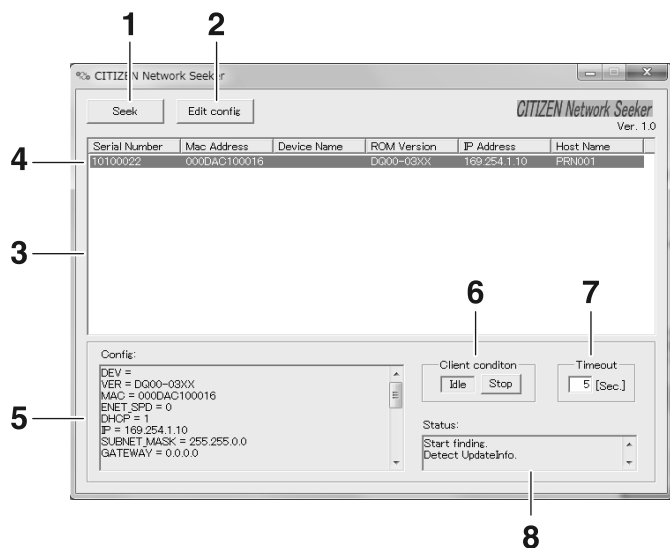 1 2
CITIZEN Network Seeker
Seek Edit config CITIZEN Network Seeker
Ver. 1.0
4 Serial Number Mac Address Device Name ROM Version IP Address Host Name
10100022 000DAC100016 DQ00-03XX 169.254.1.10 PRN001
3
6 7
Config: Client conditon Timeout
DEV =
VER = DQ00-03XX Idle Stop 5 [Sec.]
MAC = 000DAC100016
ENET_SPD = 0
5 DHCP = 1 Status:
IP = 169.254.1.10 Start finding.
SUBNET_MASK = 255.255.0.0 Detect UpdateInfo.
GATEWAY = 0.0.0.0
8